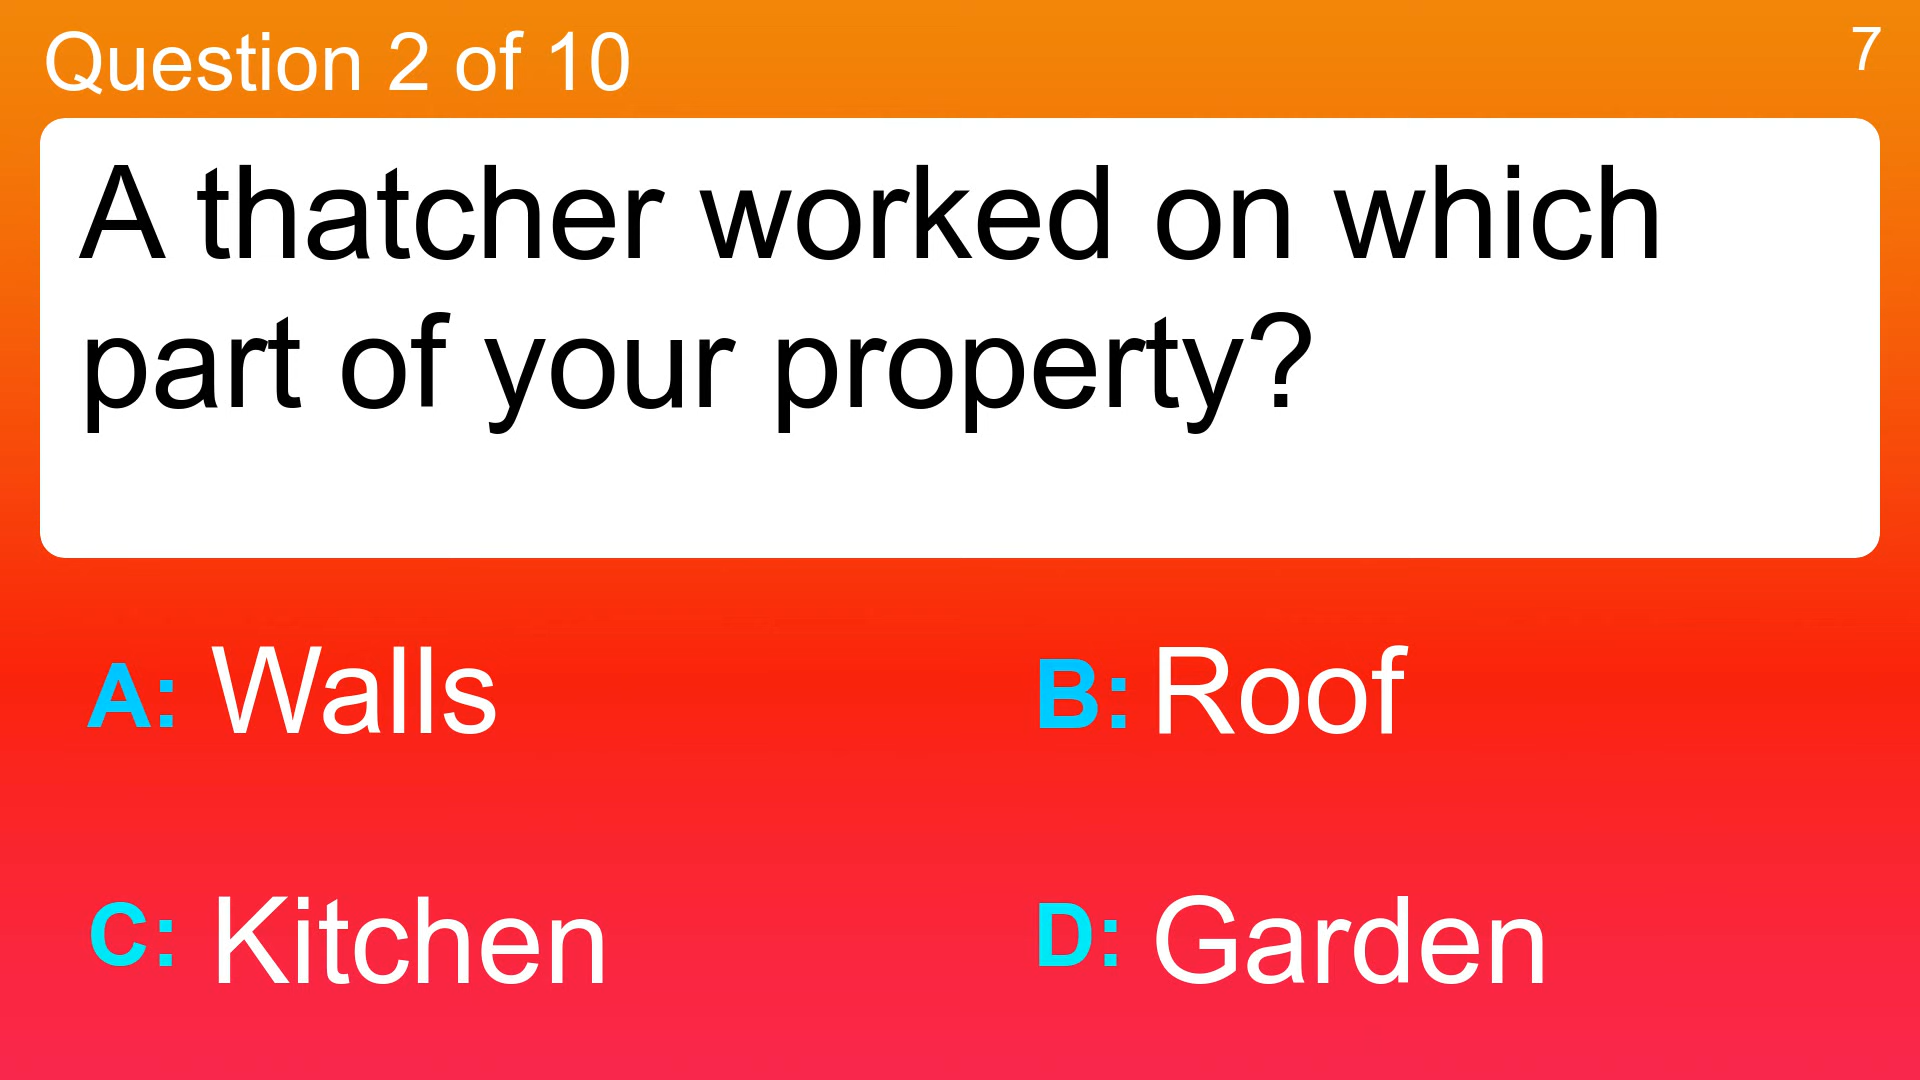 Question 2 of 10
7
A thatcher worked on which
part of your property?
A: Walls
B: Roof
C: Kitchen
D: Garden